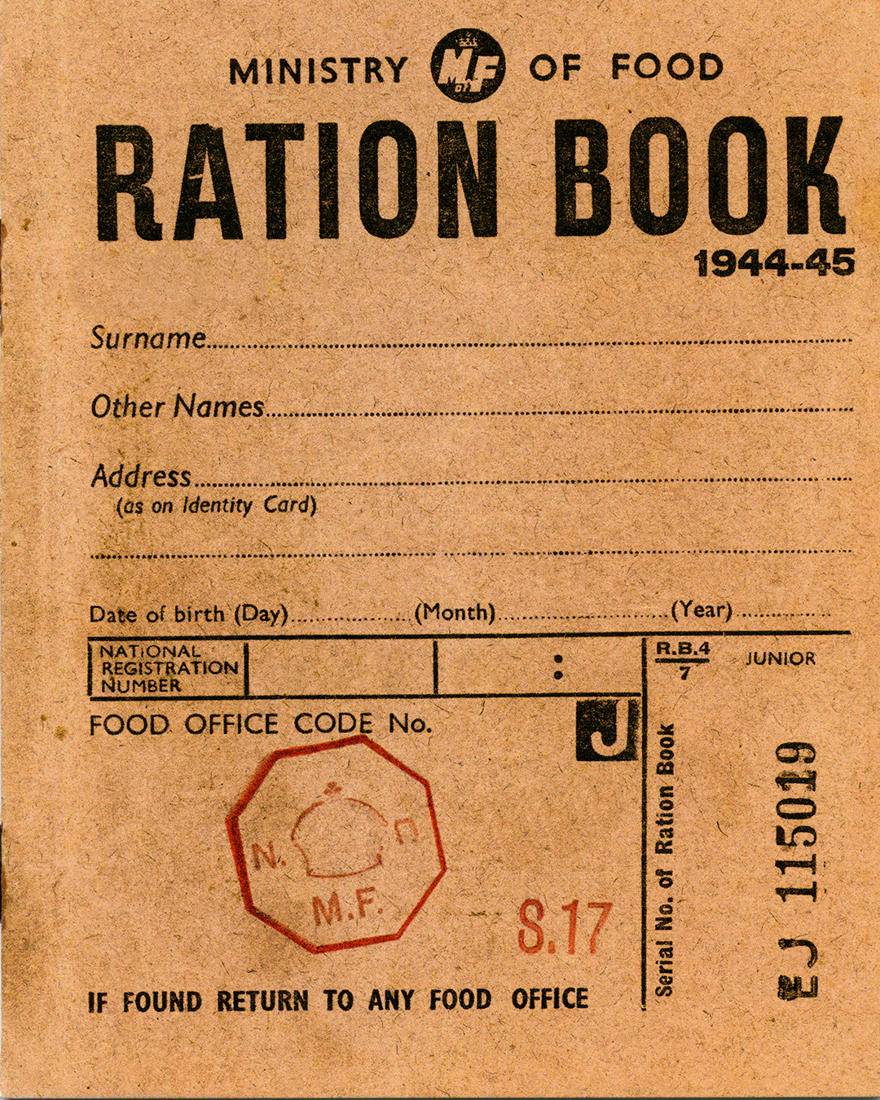 MINISTRY MoF OF FOOD
RATION BOOK
1944-45
Surname
Other Names
Address
(as on Identity Card)
Date of birth (Day) (Month) (Year)
NATIONAL
REGISTRATION
NUMBER
:
R.B.4
7
JUNIOR
FOOD OFFICE CODE No.
J
N.
M.F.
S.17
Serial No. of Ration Book
EJ 115019
IF FOUND RETURN TO ANY FOOD OFFICE